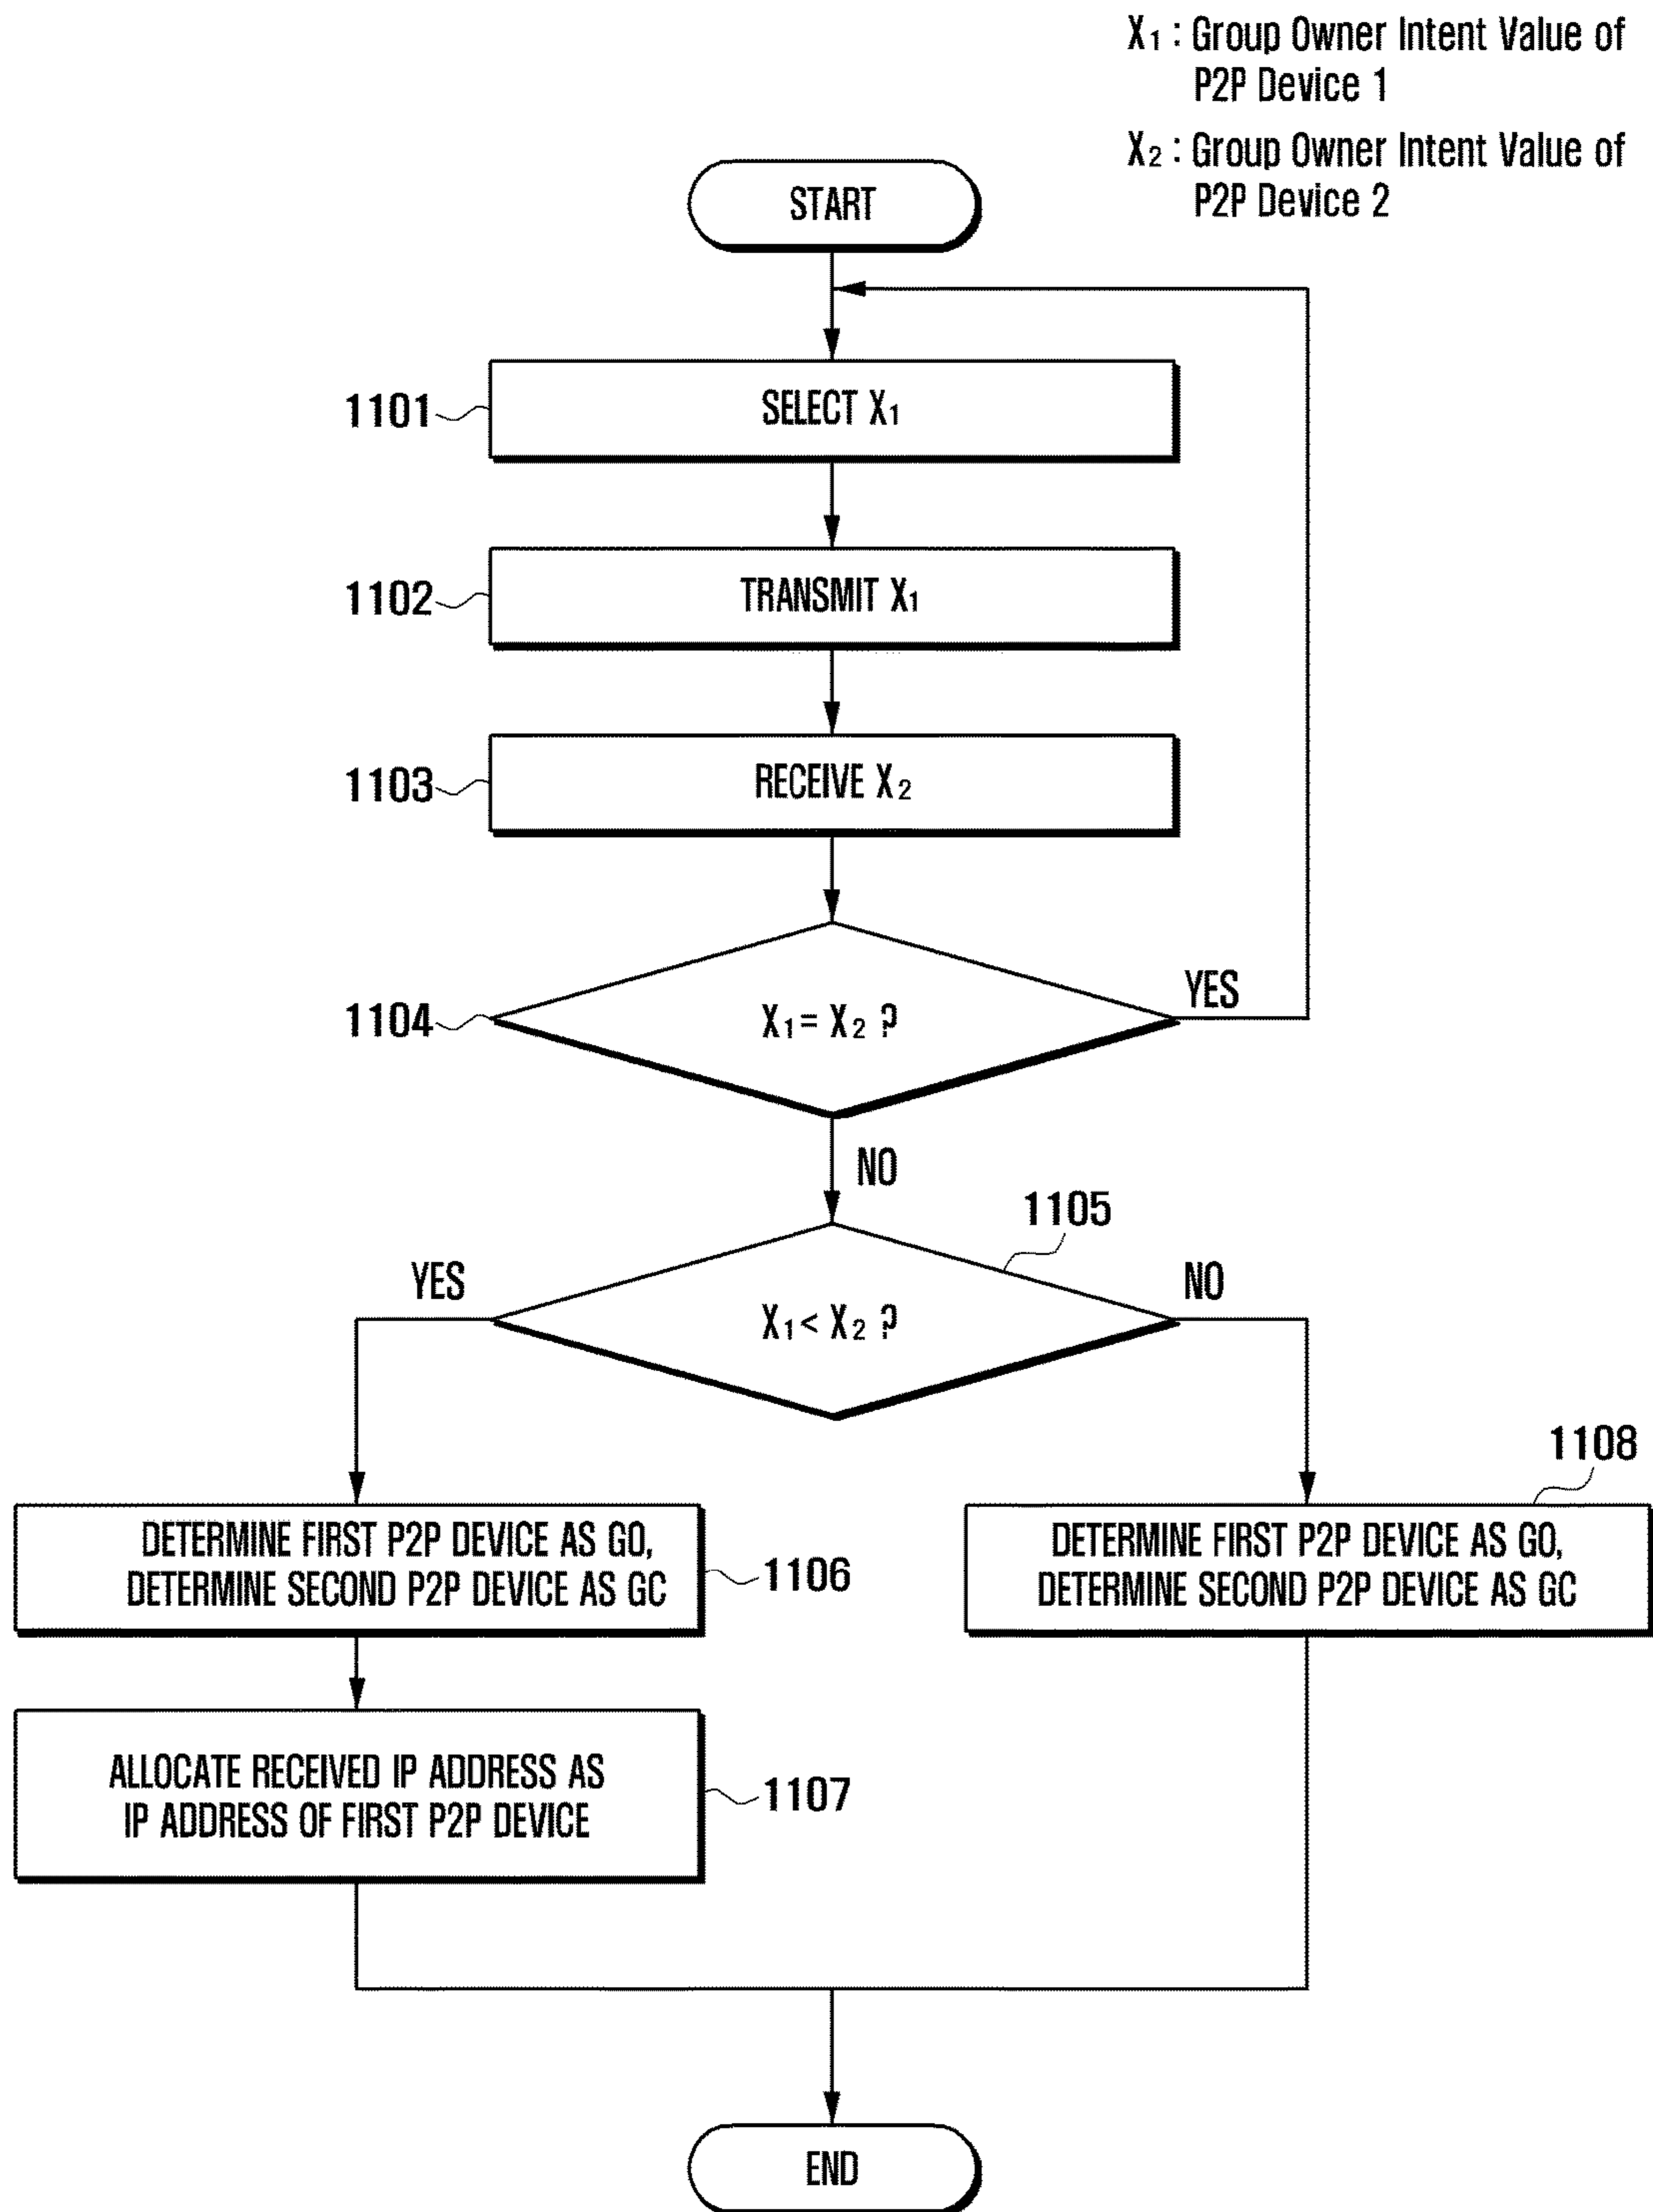 X₁ : Group Owner Intent Value of
P2P Device 1
X₂ : Group Owner Intent Value of
P2P Device 2
START
1101
SELECT X₁
1102
TRANSMIT X₁
1103
RECEIVE X₂
1104
X₁ = X₂ ?
YES
NO
1105
YES
X₁ < X₂ ?
NO
1108
DETERMINE FIRST P2P DEVICE AS GO,
DETERMINE SECOND P2P DEVICE AS GC
1106
DETERMINE FIRST P2P DEVICE AS GO,
DETERMINE SECOND P2P DEVICE AS GC
ALLOCATE RECEIVED IP ADDRESS AS
IP ADDRESS OF FIRST P2P DEVICE
1107
END